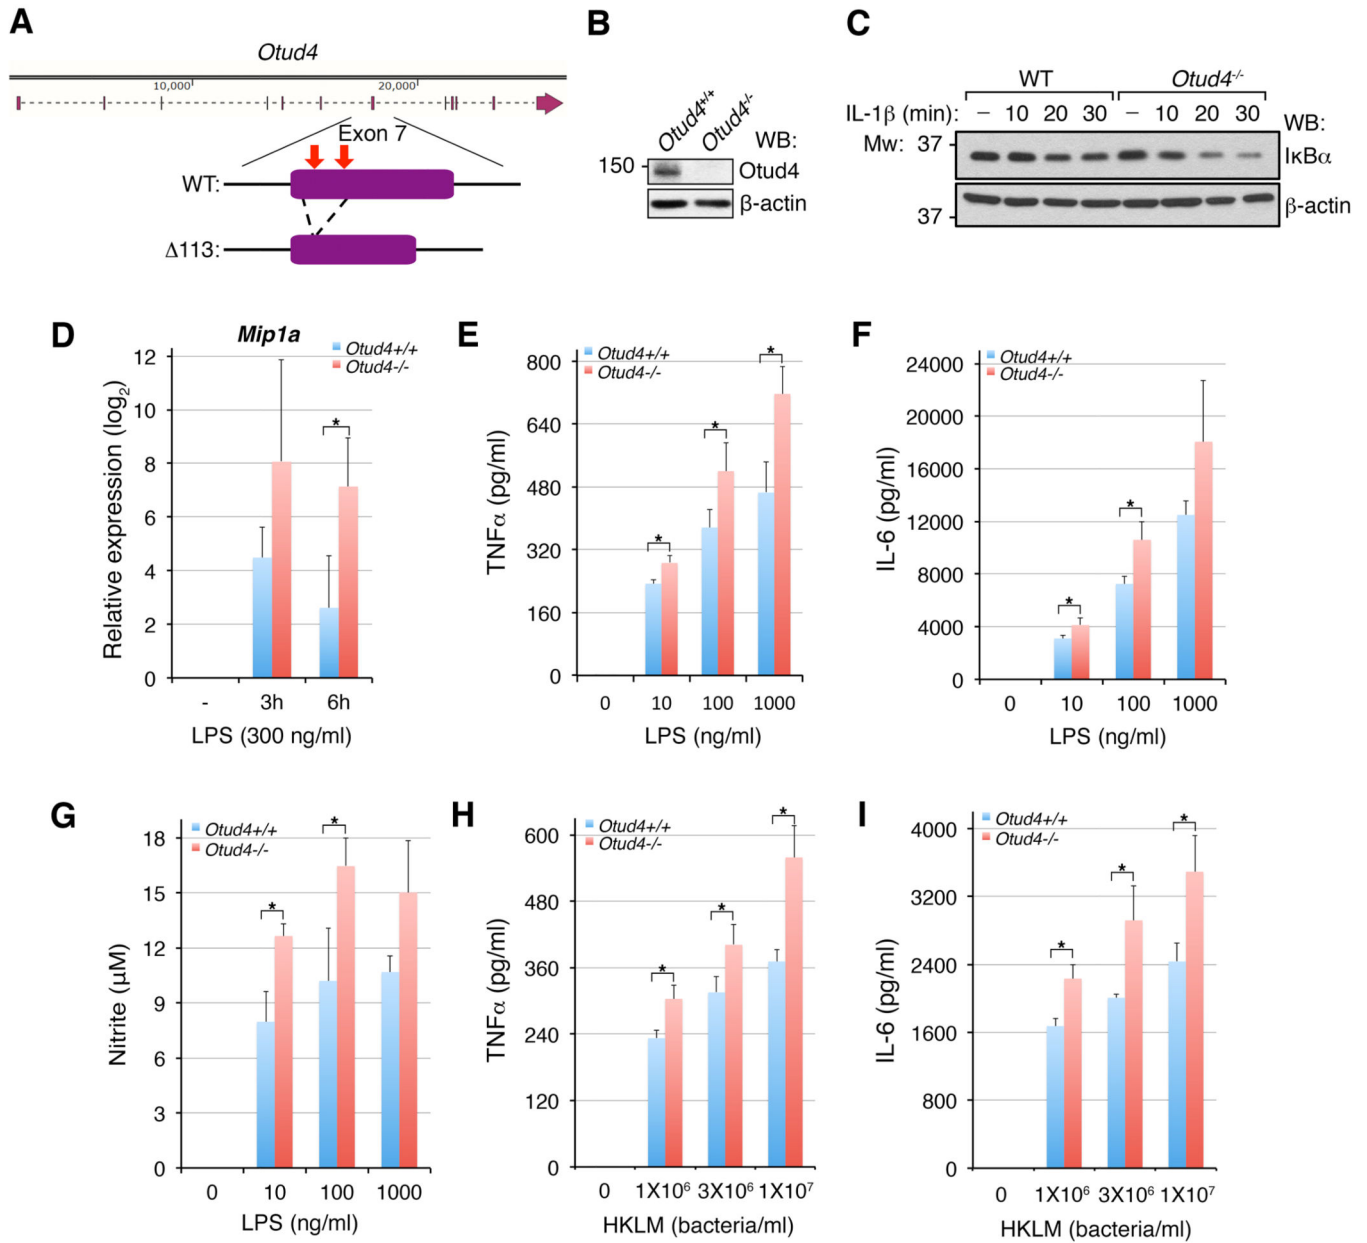 A
Otud4
10,000
20,000
Exon 7
WT:
Δ113:
B
Otud4+/+
Otud4-/-
WB:
150
Otud4
β-actin
C
WT
Otud4-/-
IL-1β (min): – 10 20 30 – 10 20 30
WB:
Mw: 37
IκBα
37
β-actin
D
Mip1a
Otud4+/+
Otud4-/-
Relative expression (log2)
12
10
8
6
4
2
0
*
- 3h 6h
LPS (300 ng/ml)
E
Otud4+/+
Otud4-/-
TNFα (pg/ml)
800
640
480
320
160
0
* * *
0 10 100 1000
LPS (ng/ml)
F
Otud4+/+
Otud4-/-
IL-6 (pg/ml)
24000
20000
16000
12000
8000
4000
0
* *
0 10 100 1000
LPS (ng/ml)
G
Otud4+/+
Otud4-/-
Nitrite (μM)
18
15
12
9
6
3
0
* *
0 10 100 1000
LPS (ng/ml)
H
Otud4+/+
Otud4-/-
TNFα (pg/ml)
600
480
360
240
120
0
* * *
0 1X10⁶ 3X10⁶ 1X10⁷
HKLM (bacteria/ml)
I
Otud4+/+
Otud4-/-
IL-6 (pg/ml)
4000
3200
2400
1600
800
0
* * *
0 1X10⁶ 3X10⁶ 1X10⁷
HKLM (bacteria/ml)